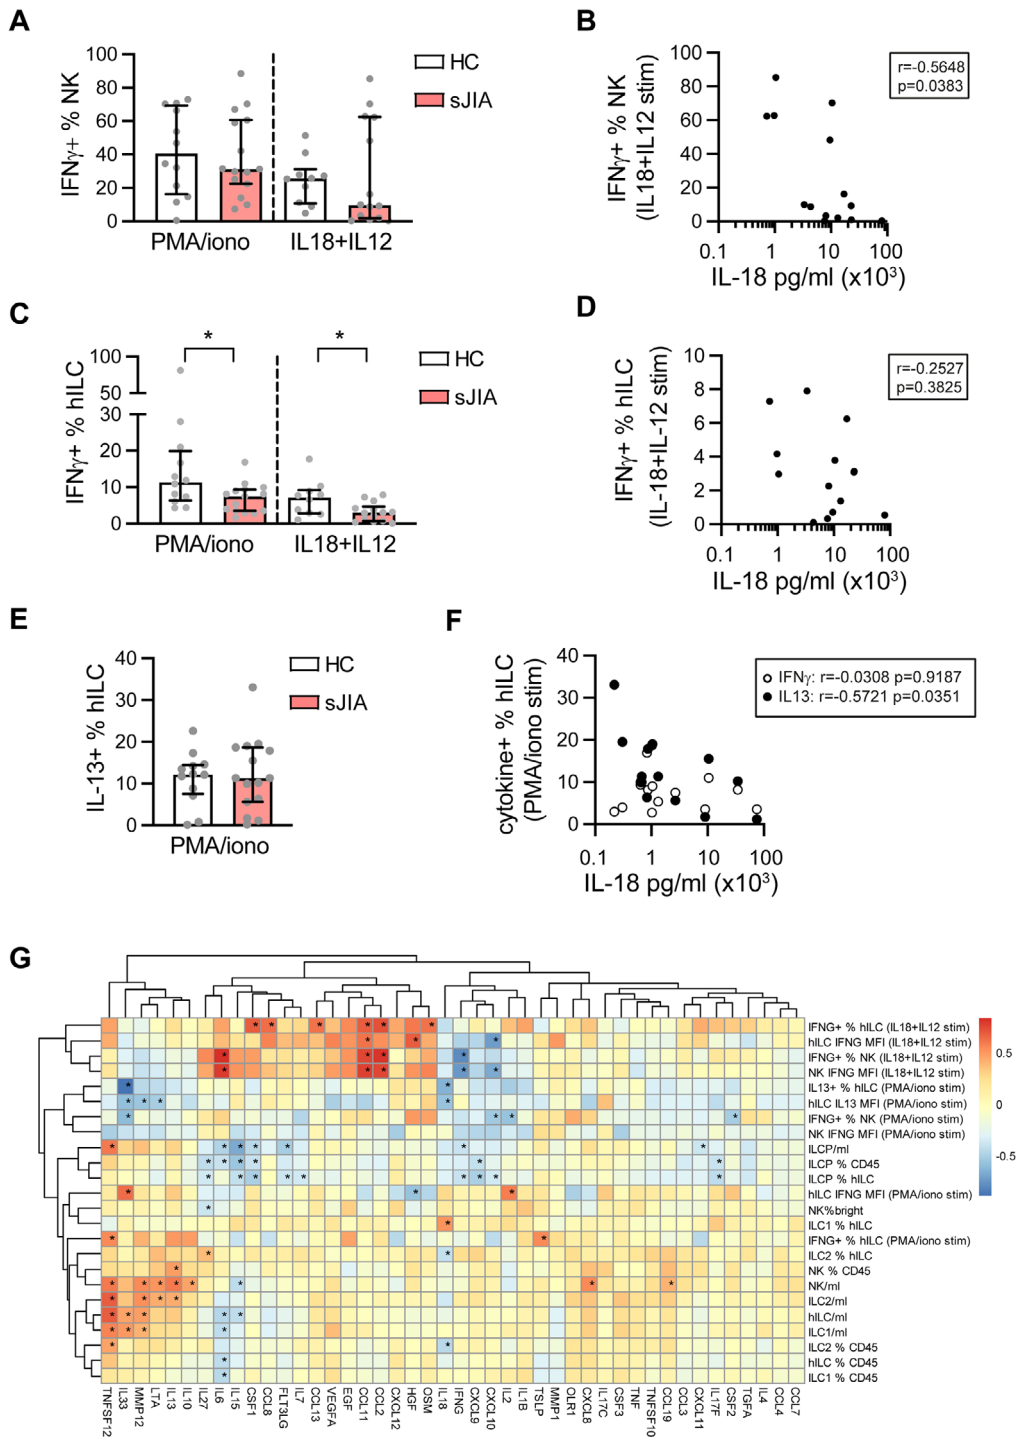 A
IFNγ+ % NK
100
80
60
40
20
0
HC
sJIA
PMA/iono
IL18+IL12
B
IFNγ+ % NK
(IL18+IL12 stim)
100
80
60
40
20
0
r=-0.5648
p=0.0383
0.1
1
10
100
IL-18 pg/ml (x10³)
C
IFNγ+ % hILC
100
50
30
20
10
0
*
*
HC
sJIA
PMA/iono
IL18+IL12
D
IFNγ+ % hILC
(IL-18+IL-12 stim)
10
8
6
4
2
0
r=-0.2527
p=0.3825
0.1
1
10
100
IL-18 pg/ml (x10³)
E
IL-13+ % hILC
40
30
20
10
0
HC
sJIA
PMA/iono
F
cytokine+ % hILC
(PMA/iono stim)
40
30
20
10
0
IFNγ: r=-0.0308 p=0.9187
IL13: r=-0.5721 p=0.0351
0.1
1
10
100
IL-18 pg/ml (x10³)
G
IFNG+ % hILC (IL18+IL12 stim)
hILC IFNG MFI (IL18+IL12 stim)
IFNG+ % NK (IL18+IL12 stim)
NK IFNG MFI (IL18+IL12 stim)
IL13+ % hILC (PMA/iono stim)
hILC IL13 MFI (PMA/iono stim)
IFNG+ % NK (PMA/iono stim)
NK IFNG MFI (PMA/iono stim)
ILCP/ml
ILCP % CD45
ILCP % hILC
hILC IFNG MFI (PMA/iono stim)
NK%bright
ILC1 % hILC
IFNG+ % hILC (PMA/iono stim)
ILC2 % hILC
NK % CD45
NK/ml
ILC2/ml
hILC/ml
ILC1/ml
ILC2 % CD45
hILC % CD45
ILC1 % CD45
0.5
0
-0.5
TNFSF12
IL33
MMP12
LTA
IL13
IL10
IL27
IL6
IL15
CSF1
CCL8
FLT3LG
IL7
CCL13
VEGFA
EGF
CCL11
CCL2
CXCL12
HGF
OSM
IL18
IFNG
CXCL9
CXCL10
IL2
IL1B
TSLP
MMP1
OLR1
CXCL8
IL17C
CSF3
TNF
TNFSF10
CCL19
CCL3
CXCL11
IL17F
CSF2
TGFA
IL4
CCL4
CCL7